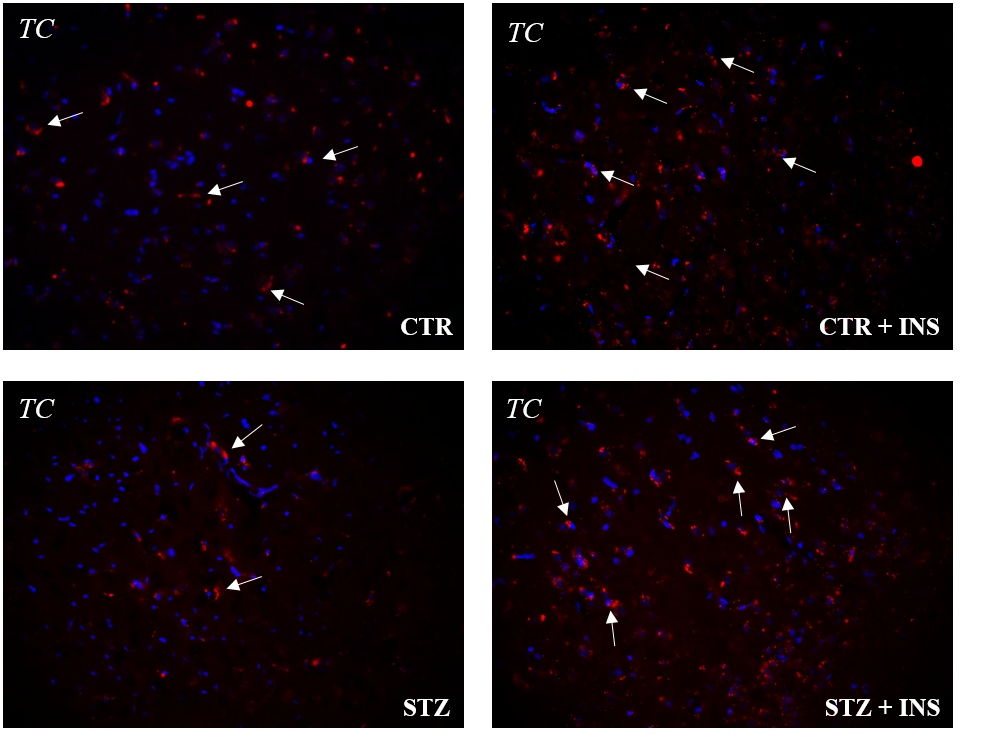 TC
CTR
TC
CTR + INS
TC
STZ
TC
STZ + INS